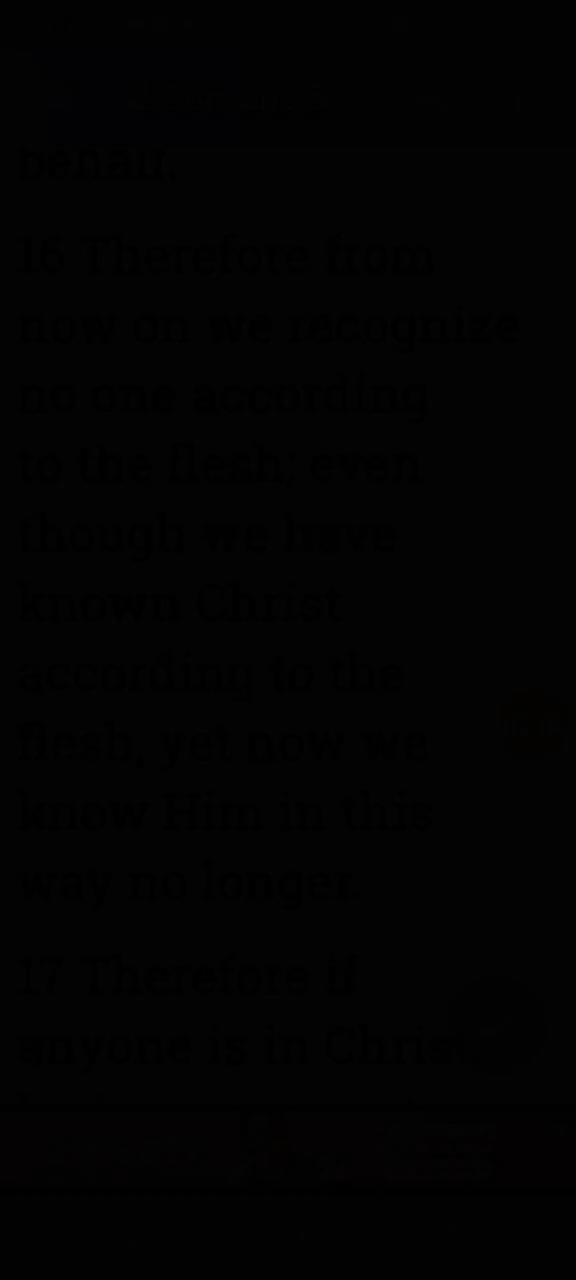 behalf.
16 Therefore from
now on we recognize
no one according
to the flesh; even
though we have
known Christ
according to the
flesh, yet now we
know Him in this
way no longer.
17 Therefore if
anyone is in Christ